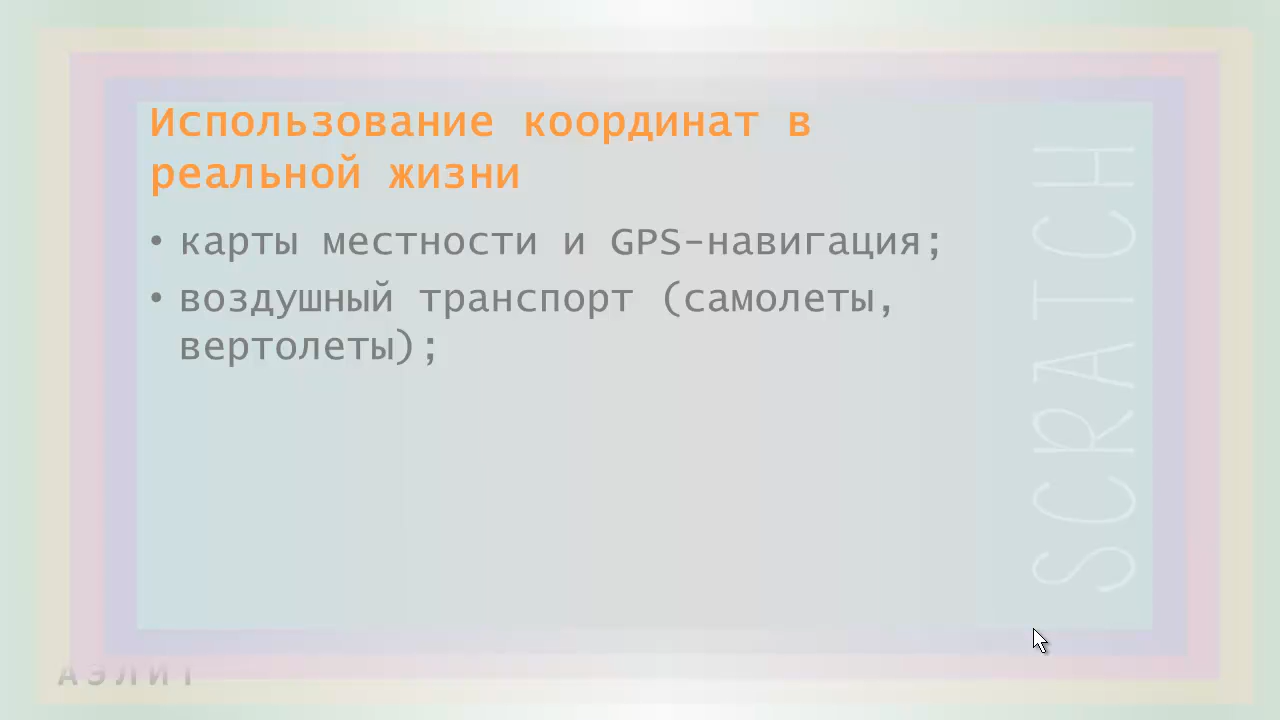 Использование координат в
реальной жизни
• карты местности и GPS-навигация;
• воздушный транспорт (самолеты,
вертолеты);
SCRATCH
АЭЛИТ